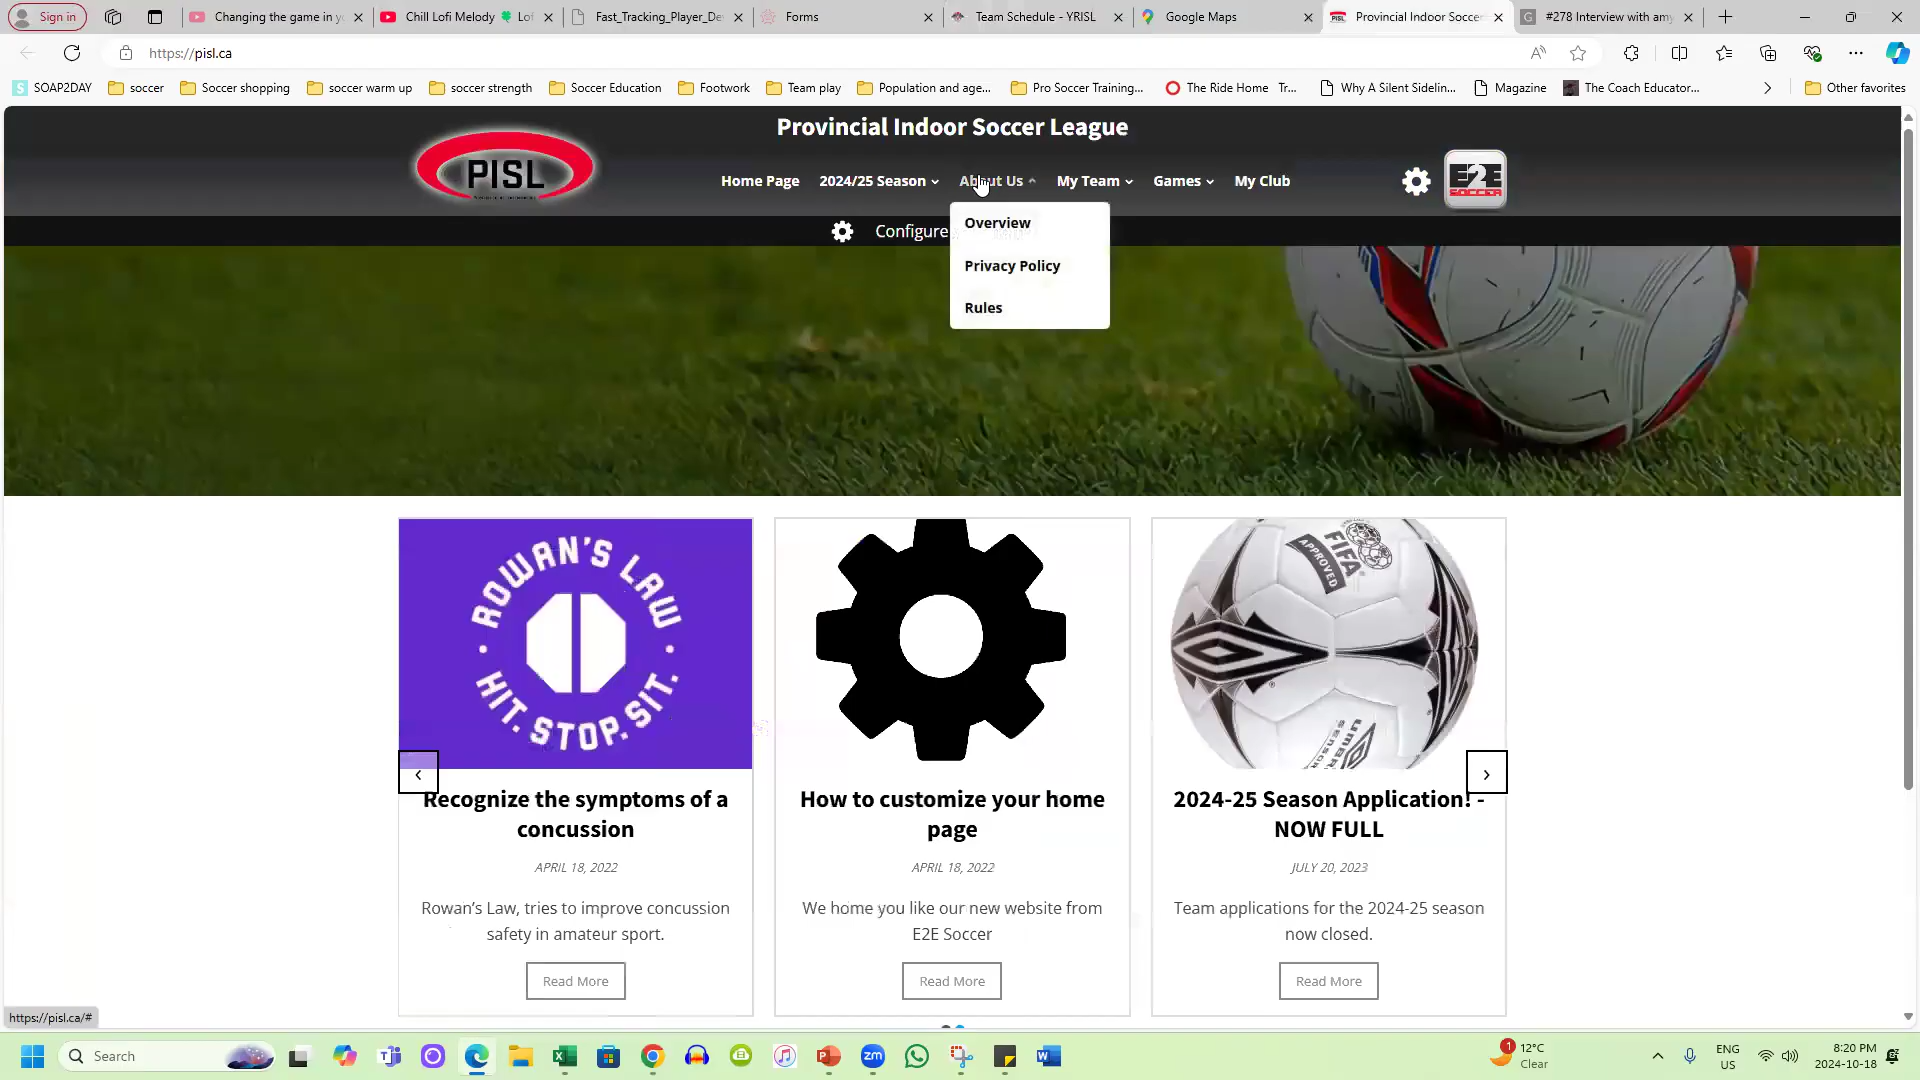 Sign in
Changing the game in yo
Chill Lofi Melody 🍀 Lof
Fast_Tracking_Player_De
Forms
Team Schedule - YRISL
Google Maps
Provincial Indoor Socce
#278 Interview with amy
https://pisl.ca
SOAP2DAY
soccer
Soccer shopping
soccer warm up
soccer strength
Soccer Education
Footwork
Team play
Population and age...
Pro Soccer Training...
The Ride Home Tr...
Why A Silent Sidelin...
Magazine
The Coach Educator...
Other favorites
Provincial Indoor Soccer League
PISL
Home Page
2024/25 Season
About Us
My Team
Games
My Club
E2E
SOCCER
Configure
Overview
Privacy Policy
Rules
ROWAN'S LAW
HIT. STOP. SIT.
FIFA
APPROVED
UMBR
SENSOR
Recognize the symptoms of a
concussion
APRIL 18, 2022
Rowan's Law, tries to improve concussion
safety in amateur sport.
Read More
How to customize your home
page
APRIL 18, 2022
We home you like our new website from
E2E Soccer
Read More
2024-25 Season Application! -
NOW FULL
JULY 20, 2023
Team applications for the 2024-25 season
now closed.
Read More
https://pisl.ca/#
Search
zm
1
12°C
Clear
ENG
US
8:20 PM
2024-10-18